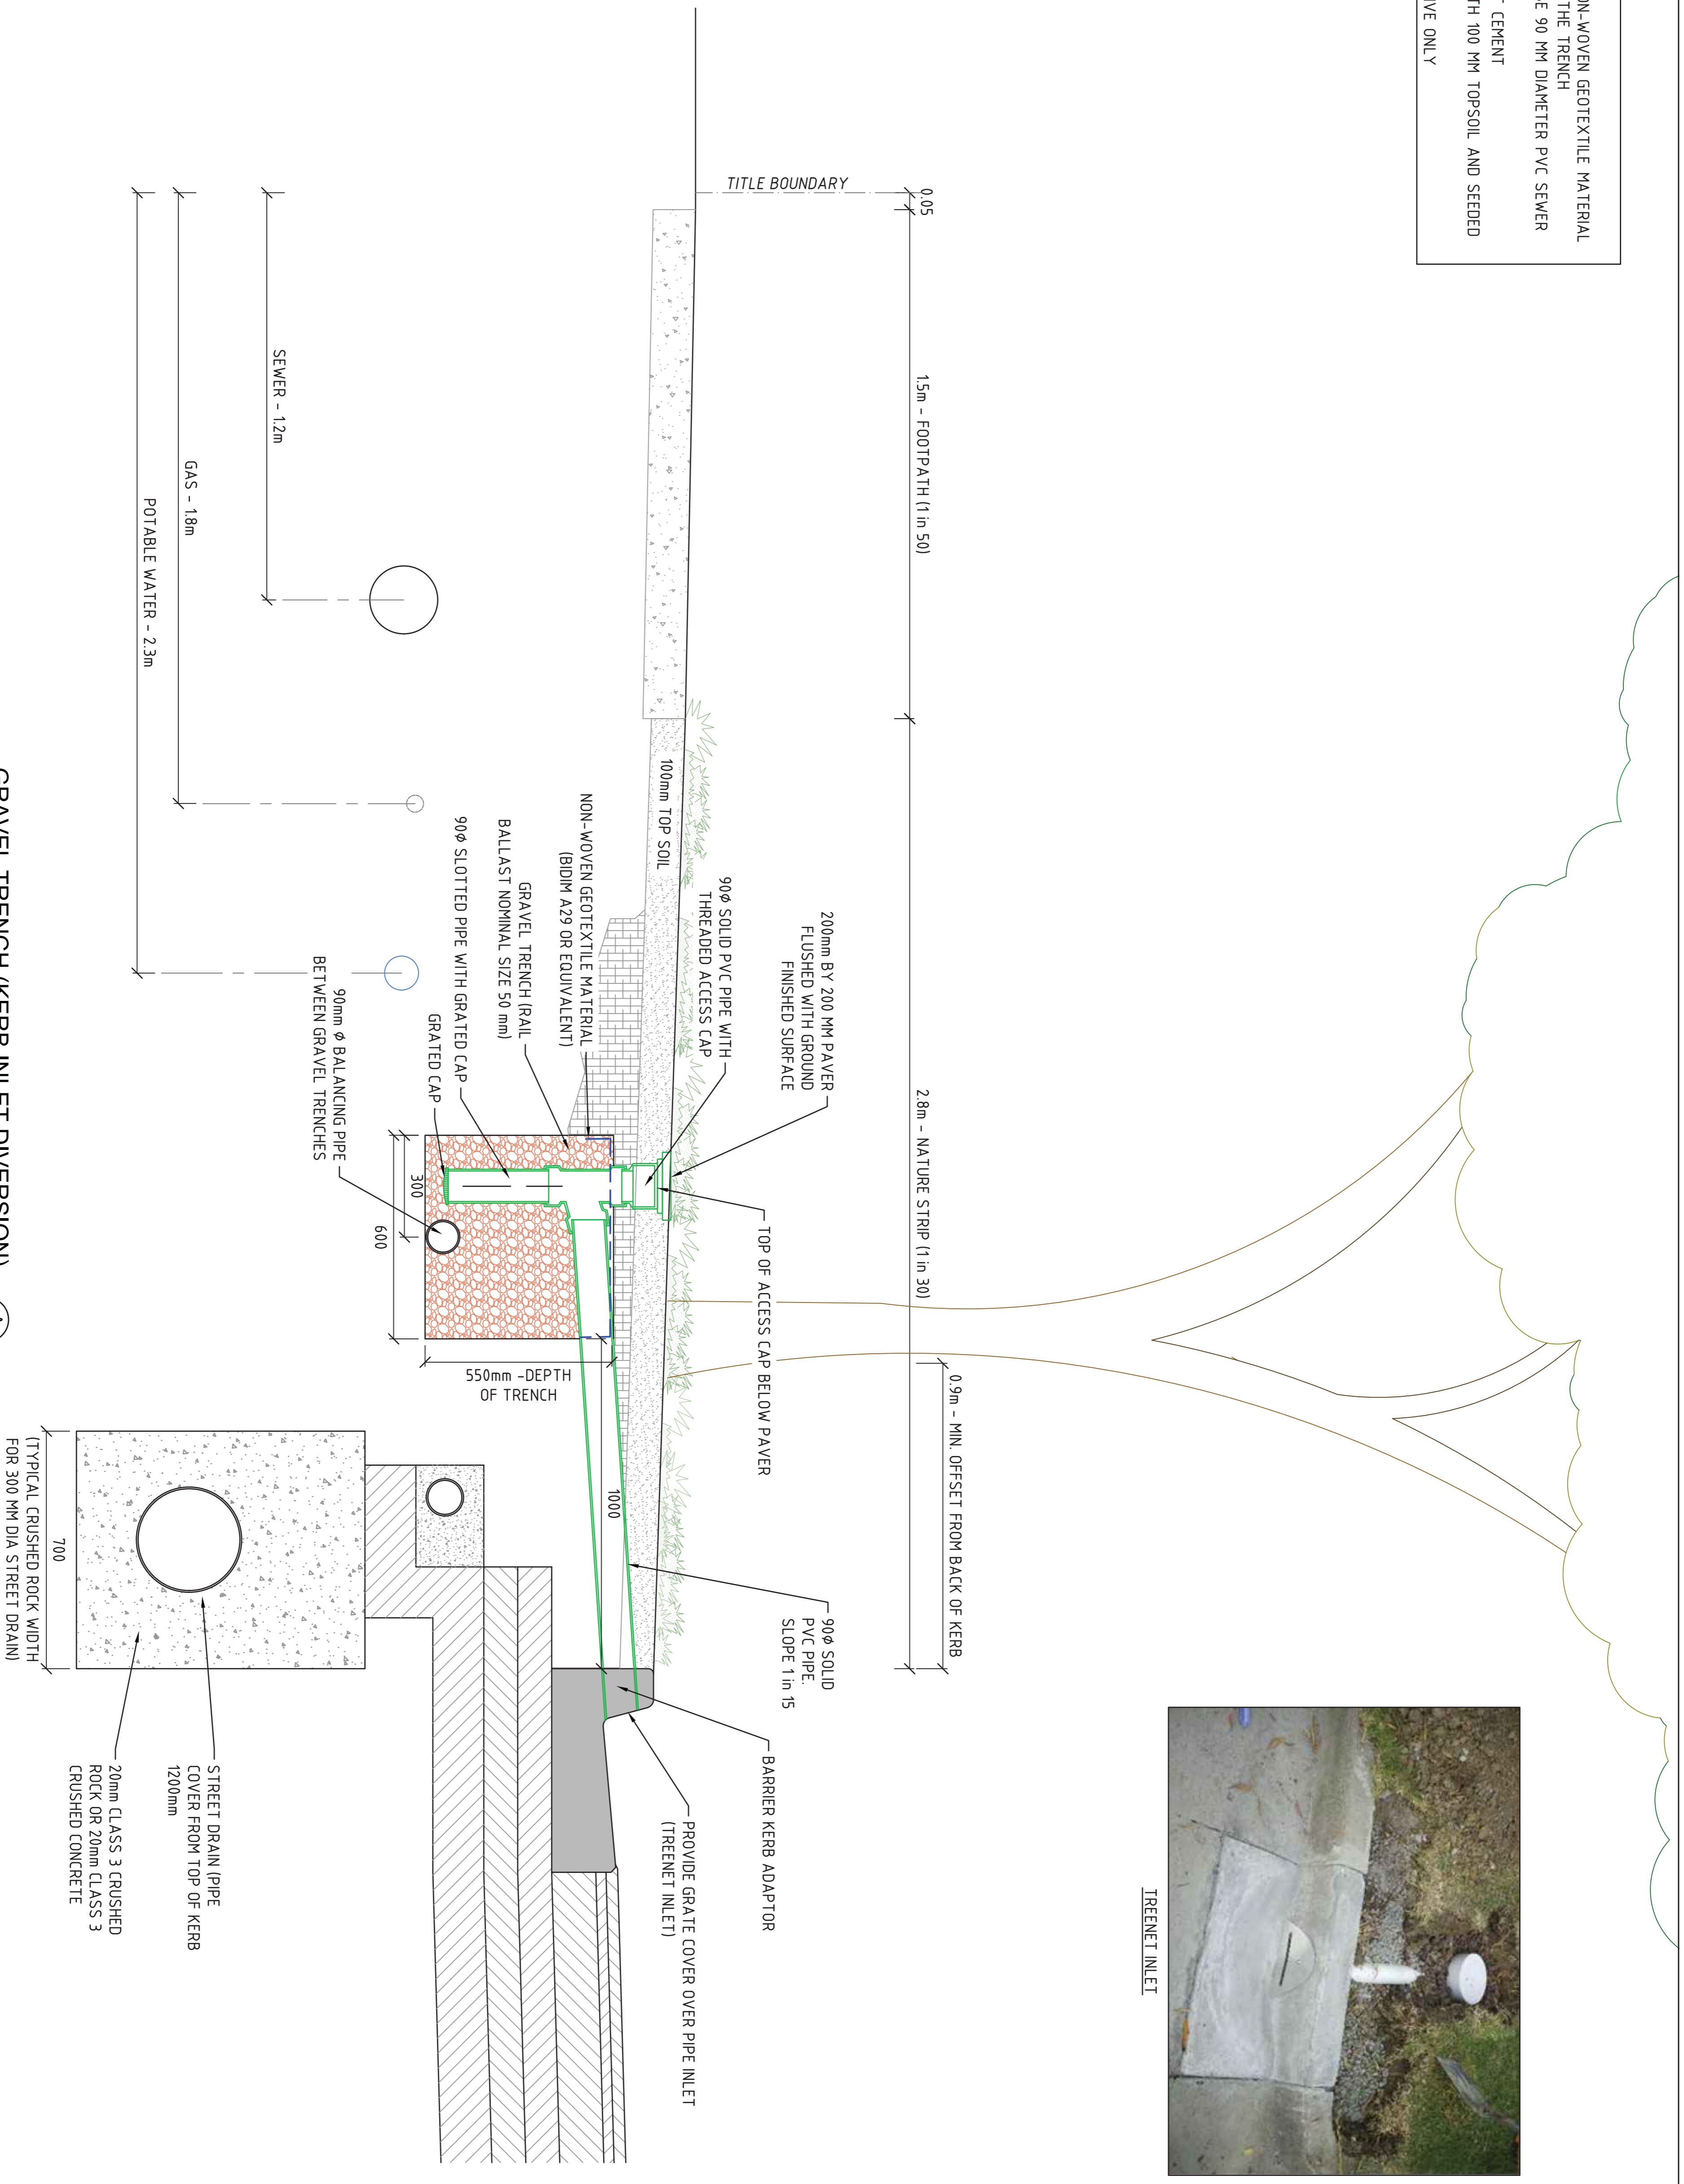 ON-WOVEN GEOTEXTILE MATERIAL
THE TRENCH
90 MM DIAMETER PVC SEWER
CEMENT
100 MM TOPSOIL AND SEEDED
ONLY
TREENET INLET
0.05
1.5m - FOOTPATH (1 in 50)
2.8m - NATURE STRIP (1 in 30)
0.9m - MIN. OFFSET FROM BACK OF KERB
TITLE BOUNDARY
200mm BY 200 MM PAVER
FLUSHED WITH GROUND
FINISHED SURFACE
90Ø SOLID PVC PIPE WITH
THREADED ACCESS CAP
TOP OF ACCESS CAP BELOW PAVER
90Ø SOLID
PVC PIPE.
SLOPE 1 in 15
BARRIER KERB ADAPTOR
PROVIDE GRATE COVER OVER PIPE INLET
(TREENET INLET)
100mm TOP SOIL
1000
NON-WOVEN GEOTEXTILE MATERIAL
(BIDIM A29 OR EQUIVALENT)
GRAVEL TRENCH (RAIL
BALLAST NOMINAL SIZE 50 mm)
90Ø SLOTTED PIPE WITH GRATED CAP
GRATED CAP
90mm Ø BALANCING PIPE
BETWEEN GRAVEL TRENCHES
300
600
550mm -DEPTH
OF TRENCH
SEWER - 1.2m
GAS - 1.8m
POTABLE WATER - 2.3m
STREET DRAIN (PIPE
COVER FROM TOP OF KERB
1200mm
20mm CLASS 3 CRUSHED
ROCK OR 20mm CLASS 3
CRUSHED CONCRETE
700
(TYPICAL CRUSHED ROCK WIDTH
FOR 300 MM DIA STREET DRAIN)
GRAVEL TRENCH (KERB INLET DIVERSION)